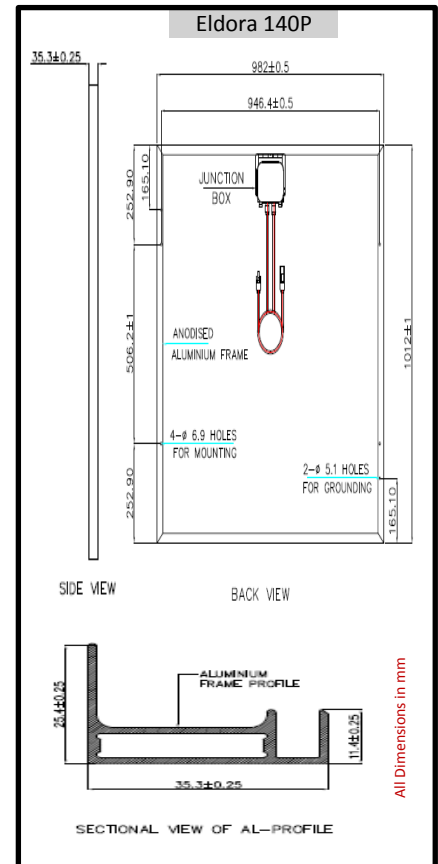 Eldora 140P
35.3±0.25
982±0.5
946.4±0.5
252.90
165.10
JUNCTION
BOX
506.2±1
1012±1
ANODISED
ALUMINIUM FRAME
4-ø 6.9 HOLES
FOR MOUNTING
2-ø 5.1 HOLES
FOR GROUNDING
252.90
165.10
SIDE VIEW
BACK VIEW
ALUMINIUM
FRAME PROFILE
25.4±0.25
11.4±0.25
35.3±0.25
All Dimensions in mm
SECTIONAL VIEW OF AL-PROFILE